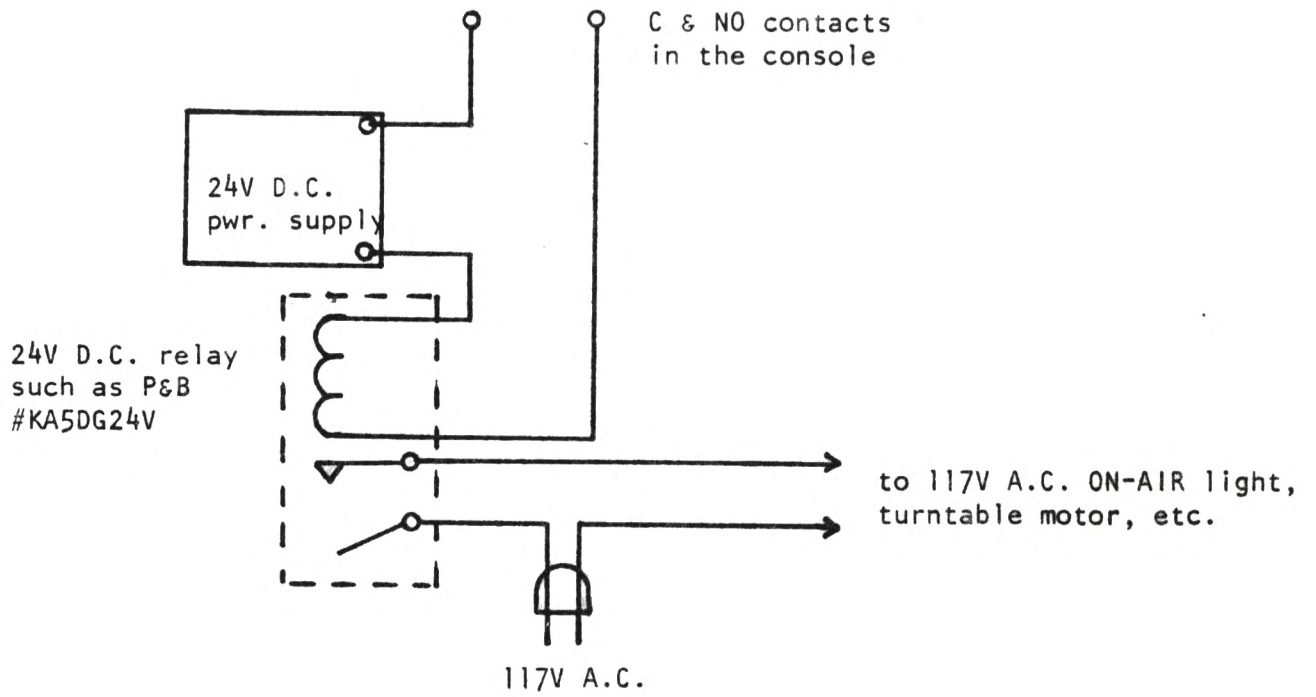 C & NO contacts
in the console
24V D.C.
pwr. supply
24V D.C. relay
such as P&B
#KA5DG24V
to 117V A.C. ON-AIR light,
turntable motor, etc.
117V A.C.